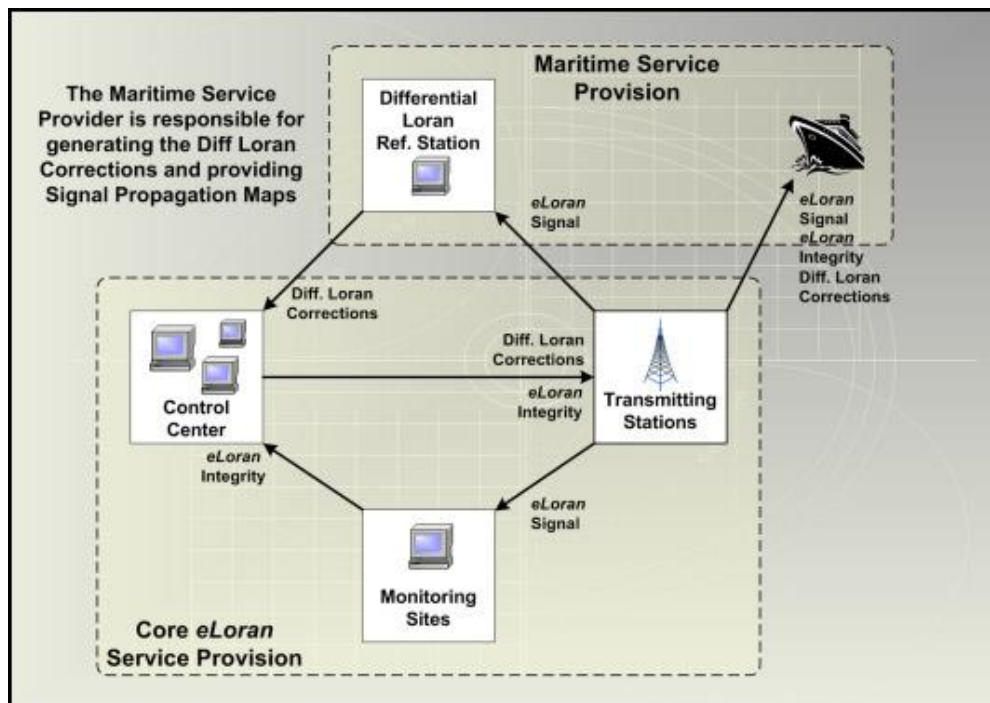 The Maritime Service
Provider is responsible for
generating the Diff Loran
Corrections and providing
Signal Propagation Maps
Maritime Service
Provision
Differential
Loran
Ref. Station
eLoran
Signal
eLoran
Signal
eLoran
Integrity
Diff. Loran
Corrections
Diff. Loran
Corrections
Diff. Loran
Corrections
eLoran
Integrity
Control
Center
Transmitting
Stations
eLoran
Integrity
eLoran
Signal
Monitoring
Sites
Core eLoran
Service Provision